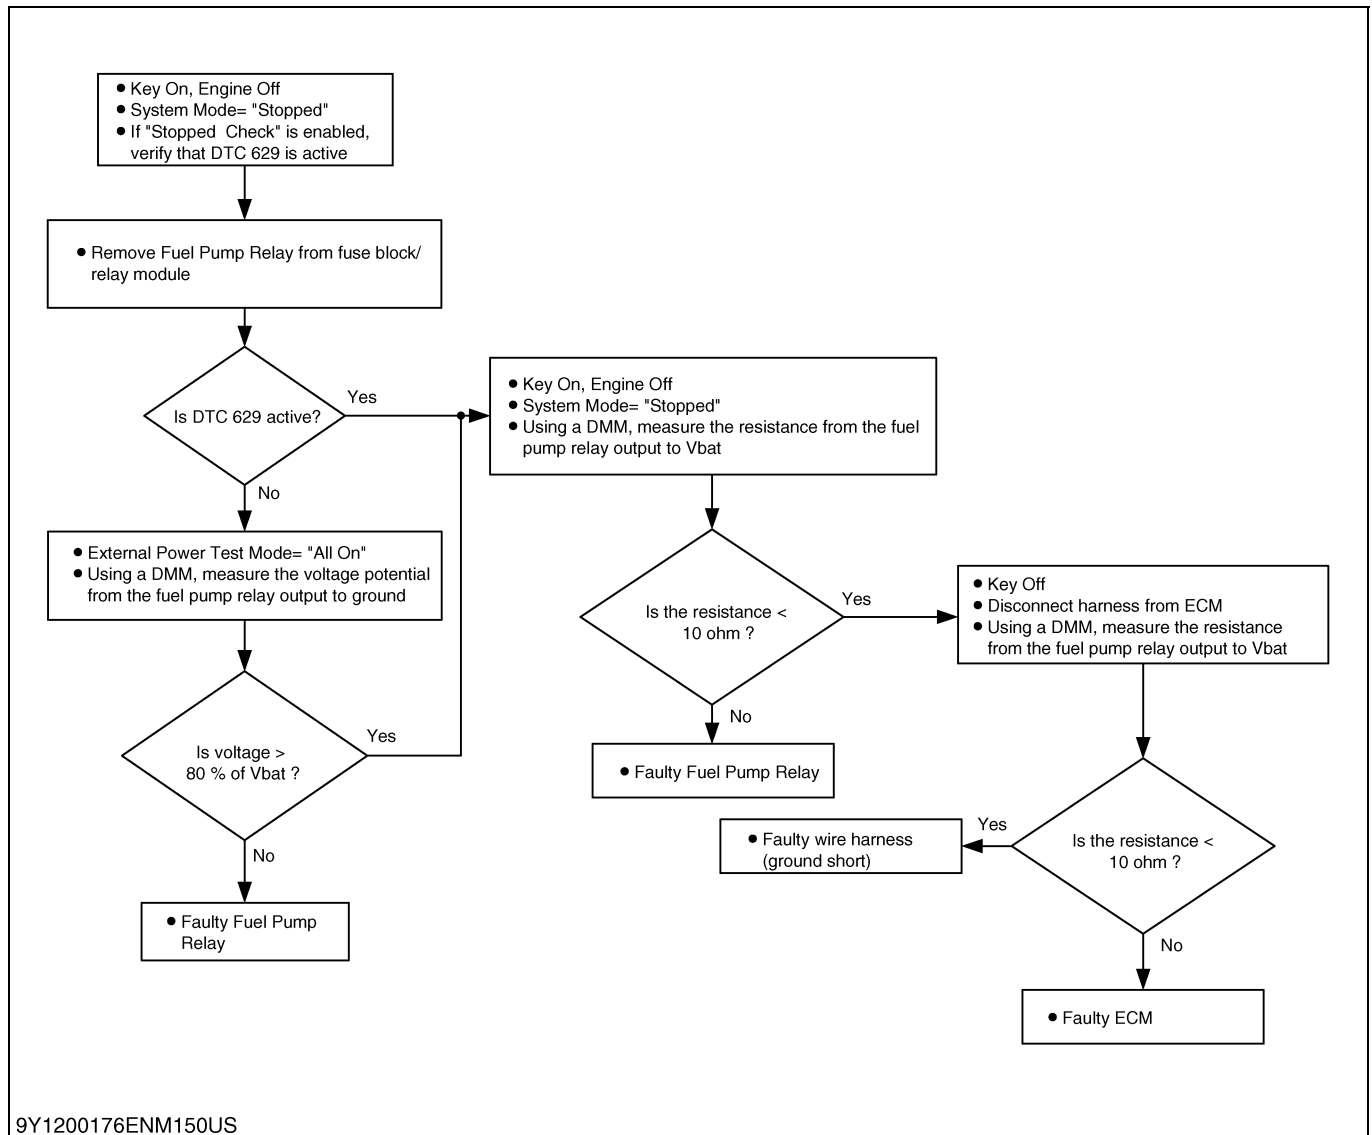 ● Key On, Engine Off
● System Mode= "Stopped"
● If "Stopped Check" is enabled,
verify that DTC 629 is active
● Remove Fuel Pump Relay from fuse block/
relay module
Is DTC 629 active?
Yes
No
● External Power Test Mode= "All On"
● Using a DMM, measure the voltage potential
from the fuel pump relay output to ground
Is voltage >
80 % of Vbat ?
Yes
No
● Faulty Fuel Pump
Relay
● Key On, Engine Off
● System Mode= "Stopped"
● Using a DMM, measure the resistance from the fuel
pump relay output to Vbat
Is the resistance <
10 ohm ?
Yes
No
● Faulty Fuel Pump Relay
● Key Off
● Disconnect harness from ECM
● Using a DMM, measure the resistance
from the fuel pump relay output to Vbat
Is the resistance <
10 ohm ?
Yes
● Faulty wire harness
(ground short)
No
● Faulty ECM
9Y1200176ENM150US